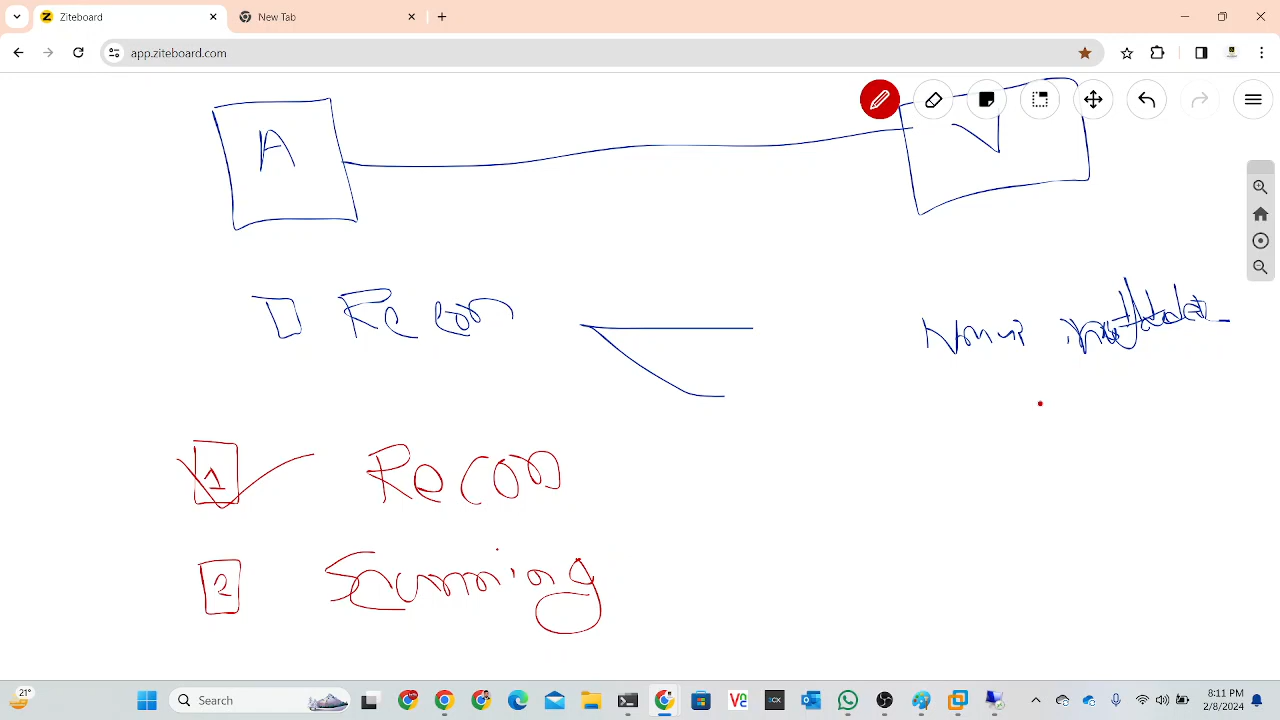 Ziteboard
New Tab
app.ziteboard.com
A
V
Recon
1 Recon
2 Scanning
21°
Search
8:11 PM
2/8/2024